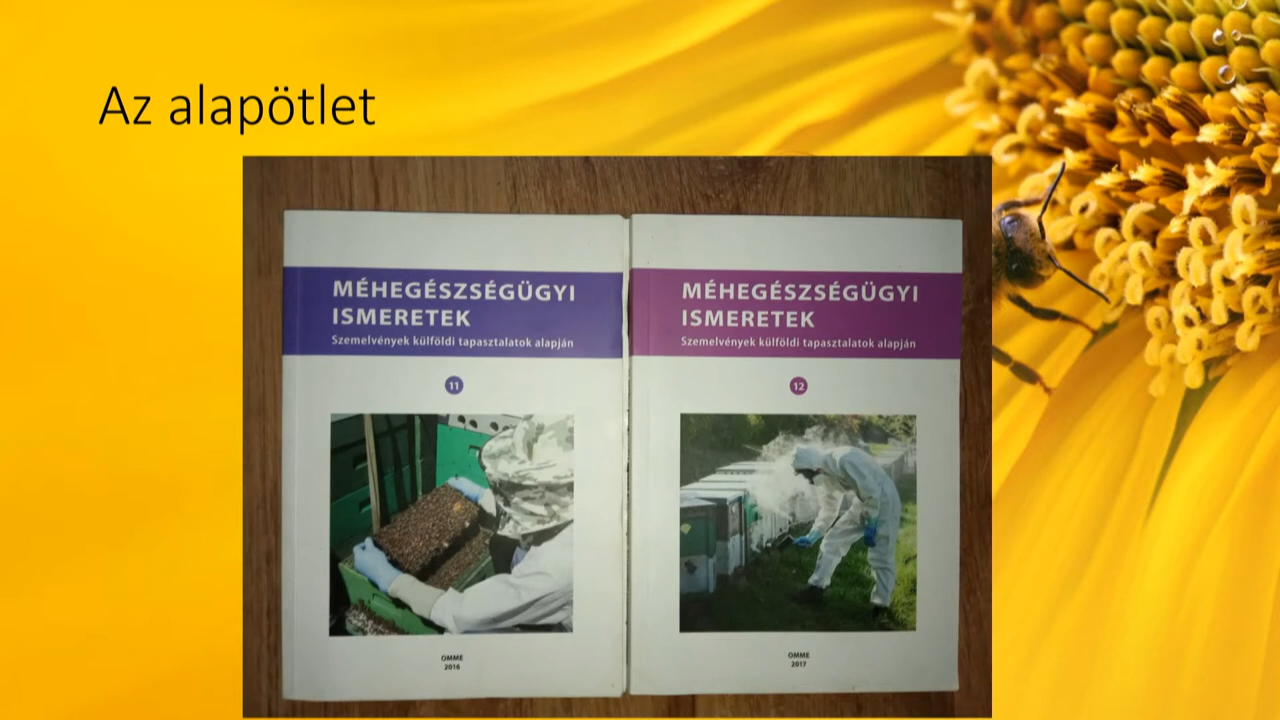 Az alapötlet
MÉHEGÉSZSÉGÜGYI
ISMERETEK
Szemelvények külföldi tapasztalatok alapján
11
OMME
2016
MÉHEGÉSZSÉGÜGYI
ISMERETEK
Szemelvények külföldi tapasztalatok alapján
12
OMME
2017